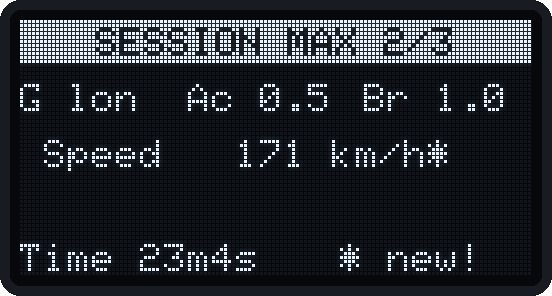 SESSION MAX 2/3
G lon Ac 0.5 Br 1.0
Speed 171 km/h*
Time 23m4s * new!